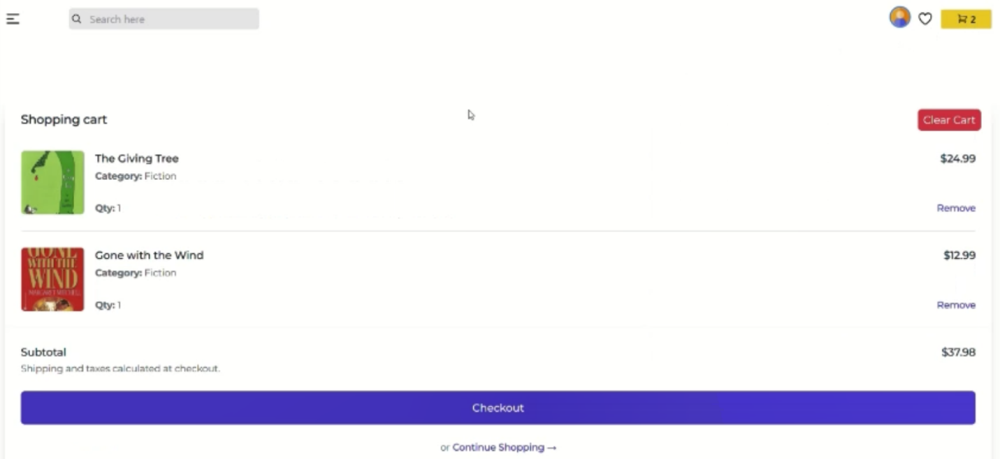 Search here
2
Shopping cart
Clear Cart
The Giving Tree
$24.99
Category: Fiction
Qty: 1
Remove
GONE
WITH THE
WIND
MARGARET MITCHELL
Gone with the Wind
$12.99
Category: Fiction
Qty: 1
Remove
Subtotal
$37.98
Shipping and taxes calculated at checkout.
Checkout
or Continue Shopping →